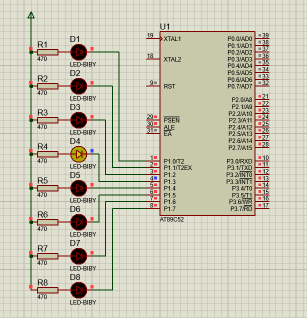 U1
R1
470
D1
LED-BIBY
R2
470
D2
LED-BIBY
R3
470
D3
LED-BIBY
R4
470
D4
LED-BIBY
R5
470
D5
LED-BIBY
R6
470
D6
LED-BIBY
R7
470
D7
LED-BIBY
R8
470
D8
LED-BIBY
19 XTAL1
18 XTAL2
9 RST
29 PSEN
30 ALE
31 EA
1 P1.0/T2
2 P1.1/T2EX
3 P1.2
4 P1.3
5 P1.4
6 P1.5
7 P1.6
8 P1.7
P0.0/AD0 39
P0.1/AD1 38
P0.2/AD2 37
P0.3/AD3 36
P0.4/AD4 35
P0.5/AD5 34
P0.6/AD6 33
P0.7/AD7 32
P2.0/A8 21
P2.1/A9 22
P2.2/A10 23
P2.3/A11 24
P2.4/A12 25
P2.5/A13 26
P2.6/A14 27
P2.7/A15 28
P3.0/RXD 10
P3.1/TXD 11
P3.2/INT0 12
P3.3/INT1 13
P3.4/T0 14
P3.5/T1 15
P3.6/WR 16
P3.7/RD 17
AT89C52